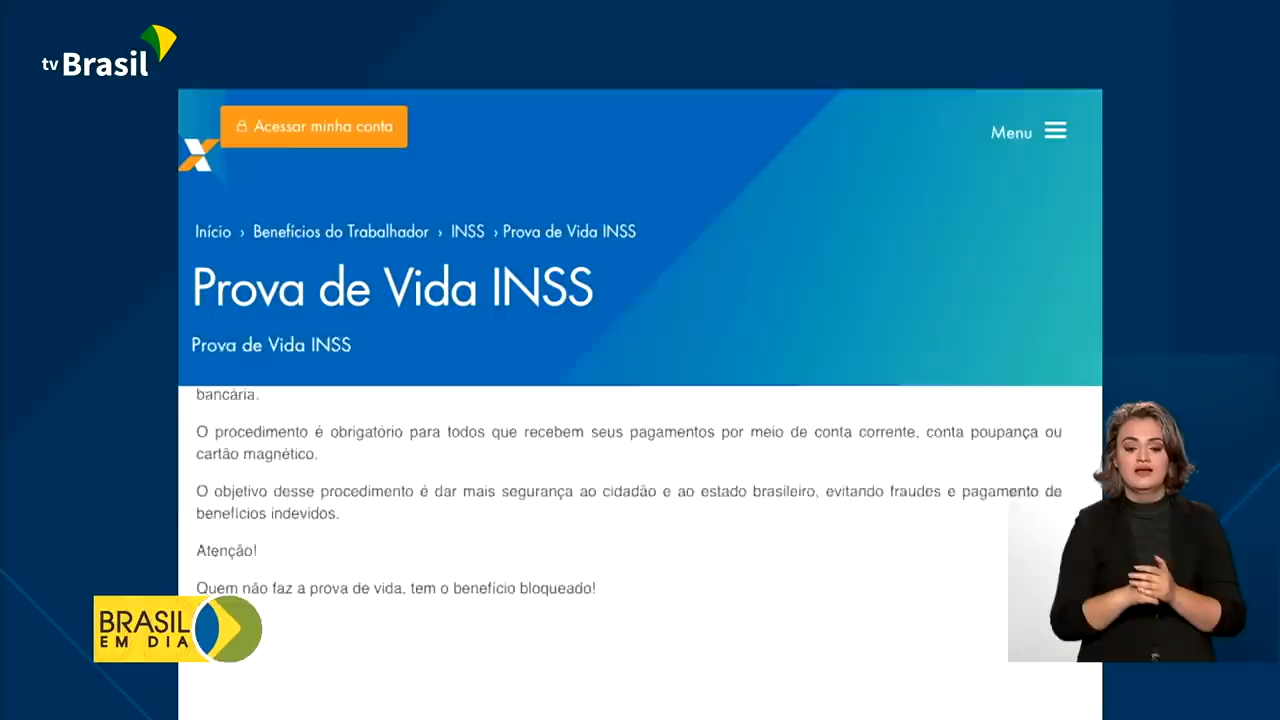 tv Brasil
Acessar minha conta
Menu
Início › Benefícios do Trabalhador › INSS › Prova de Vida INSS
Prova de Vida INSS
Prova de Vida INSS
bancária.
O procedimento é obrigatório para todos que recebem seus pagamentos por meio de conta corrente, conta poupança ou
cartão magnético.
O objetivo desse procedimento é dar mais segurança ao cidadão e ao estado brasileiro, evitando fraudes e pagamento de
benefícios indevidos.
Atenção!
Quem não faz a prova de vida, tem o benefício bloqueado!
BRASIL
EM DIA